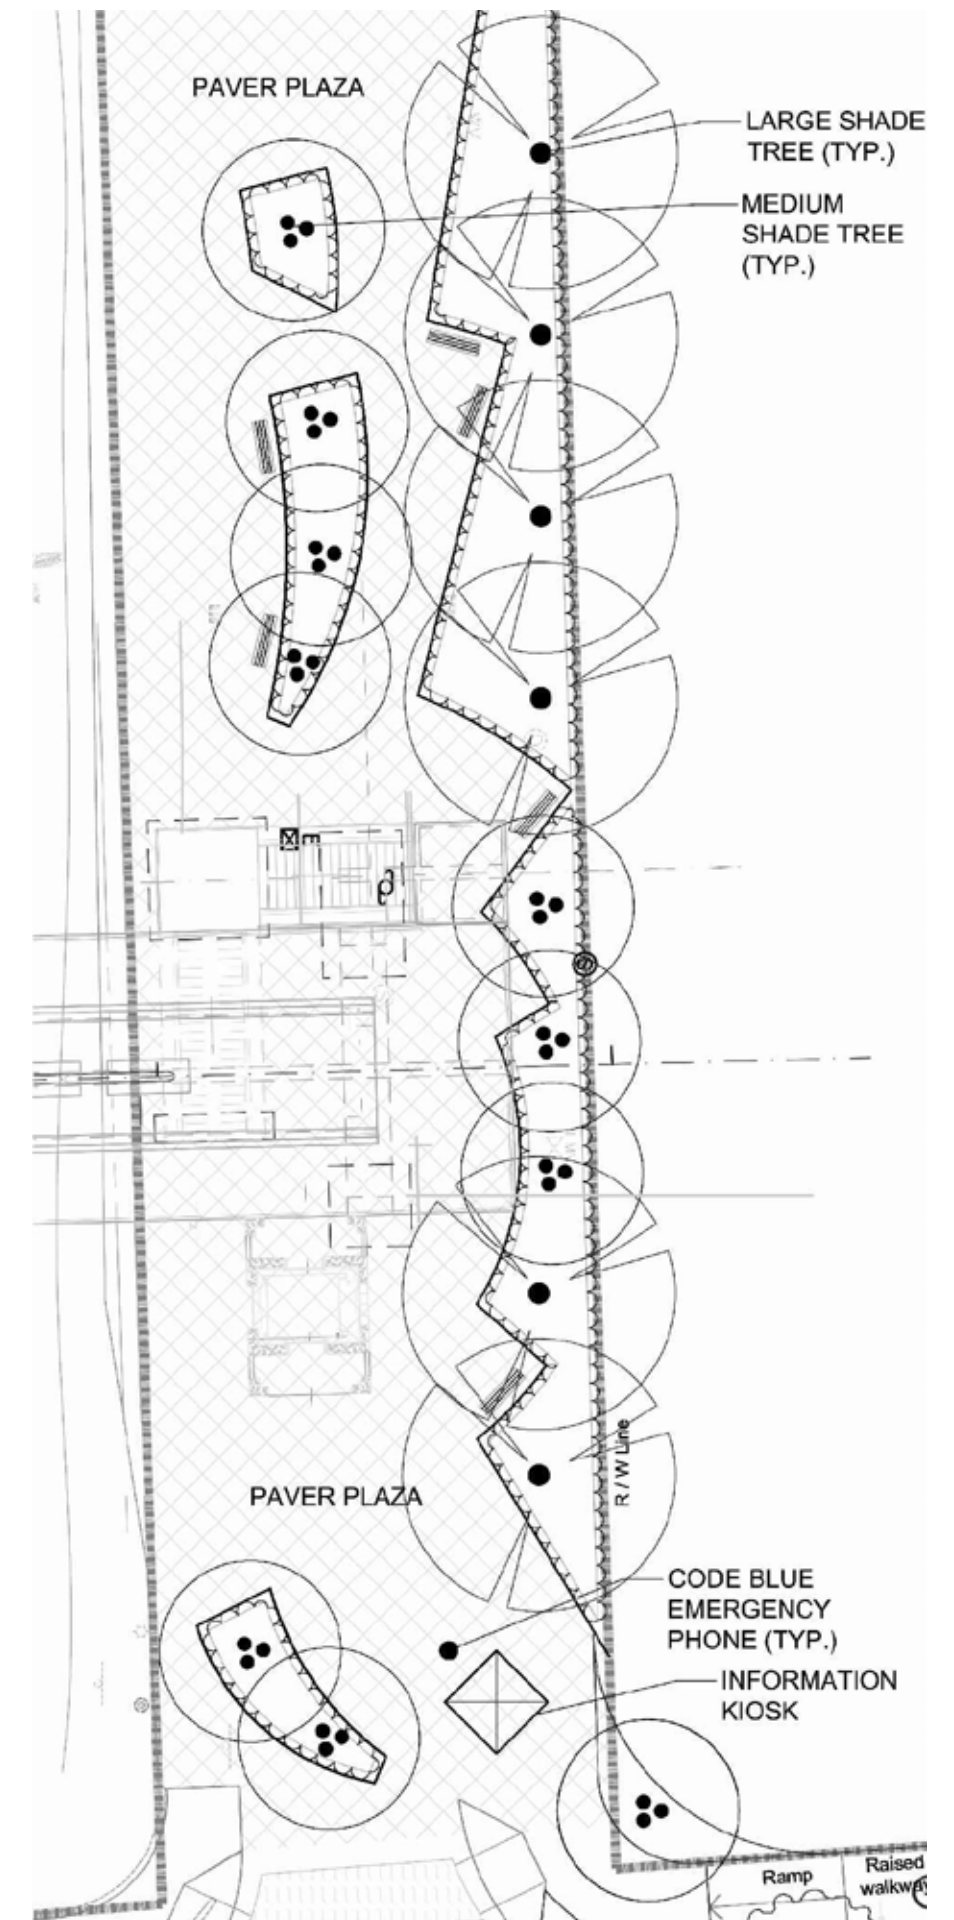 PAVER PLAZA
LARGE SHADE
TREE (TYP.)
MEDIUM
SHADE TREE
(TYP.)
E
R / W Line
PAVER PLAZA
CODE BLUE
EMERGENCY
PHONE (TYP.)
INFORMATION
KIOSK
Ramp
Raised
walkway